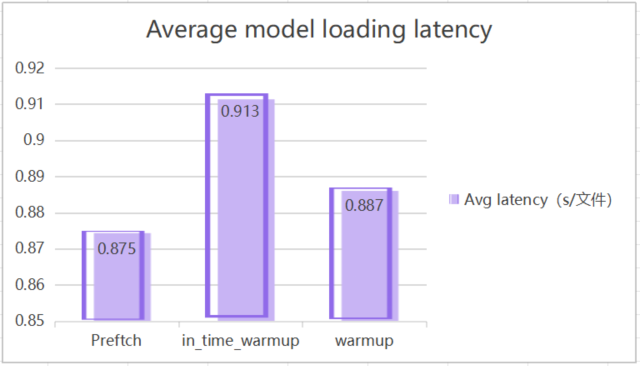 Average model loading latency
0.92
0.91
0.9
0.89
0.88
0.87
0.86
0.85
0.875
0.913
0.887
Preftch
in_time_warmup
warmup
Avg latency（s/文件）